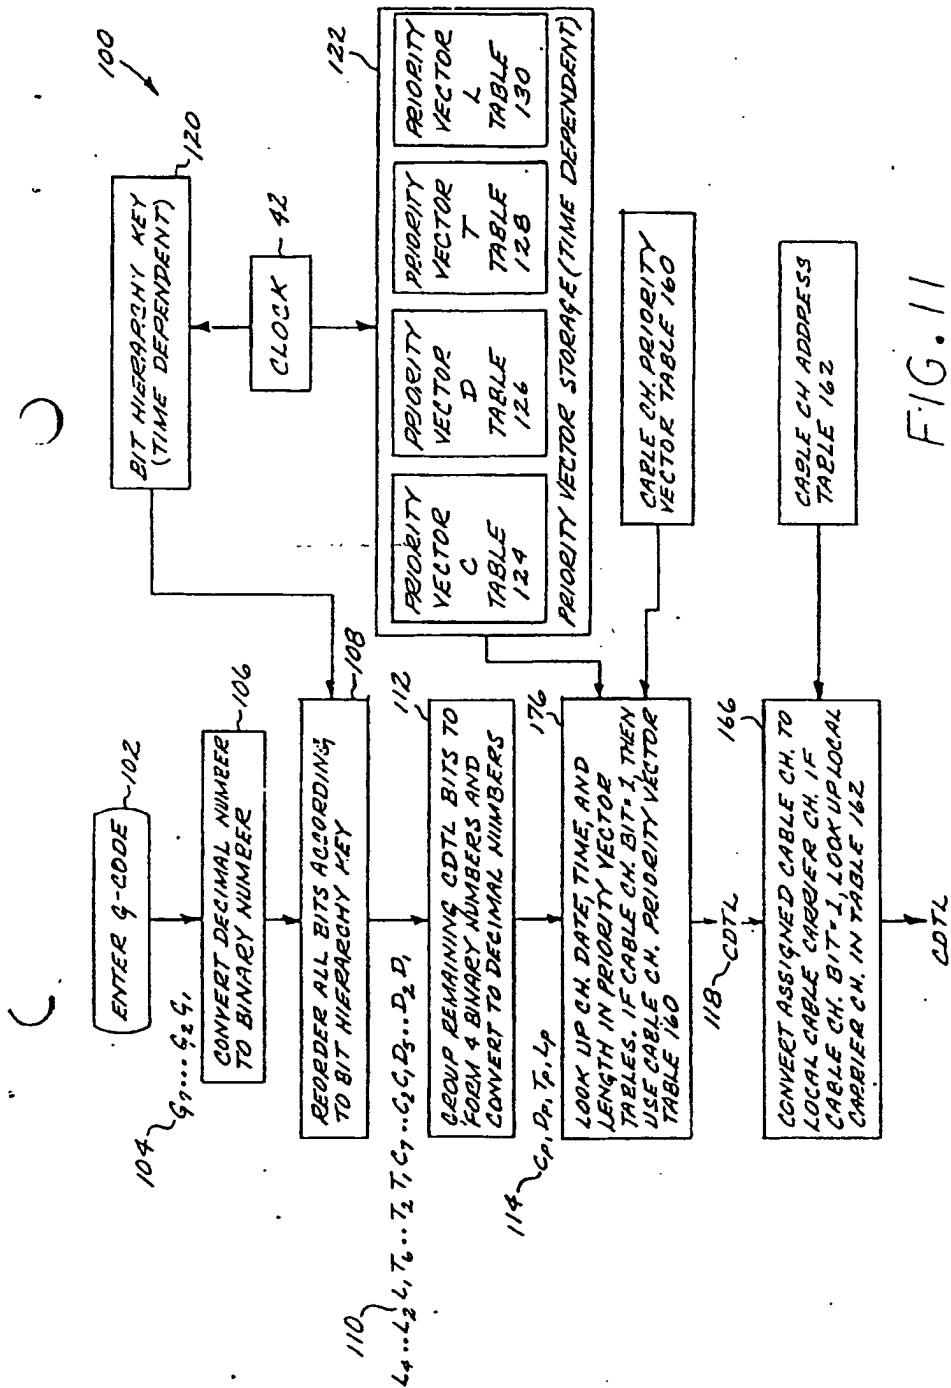 100
ENTER G-CODE
102
104 G7 ... G2 G1
CONVERT DECIMAL NUMBER
TO BINARY NUMBER
106
BIT HIERARCHY KEY
(TIME DEPENDENT)
120
REORDER ALL BITS ACCORDING
TO BIT HIERARCHY KEY
108
CLOCK
42
110
L4..L2 L1 T6..T2 T1 C7..C2 C1 D5..D2 D1
GROUP REMAINING CDTL BITS TO
FORM 4 BINARY NUMBERS AND
CONVERT TO DECIMAL NUMBERS
112
122
PRIORITY
VECTOR
C
TABLE
124
PRIORITY
VECTOR
D
TABLE
126
PRIORITY
VECTOR
T
TABLE
128
PRIORITY
VECTOR
L
TABLE
130
PRIORITY VECTOR STORAGE (TIME DEPENDENT)
114 CP, DP, TP, LP
LOOK UP CH. DATE, TIME, AND
LENGTH IN PRIORITY VECTOR
TABLES. IF CABLE CH. BIT=1, THEN
USE CABLE CH. PRIORITY VECTOR
TABLE 160
176
CABLE CH. PRIORITY
VECTOR TABLE 160
118 CDTL
CONVERT ASSIGNED CABLE CH. TO
LOCAL CABLE CARRIER CH. IF
CABLE CH. BIT=1, LOOK UP LOCAL
CARRIER CH. IN TABLE 162
166
CABLE CH ADDRESS
TABLE 162
CDTL
FIG. 11